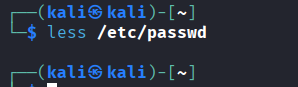 ┌──(kali㉿kali)-[~]
└─$ less /etc/passwd
┌──(kali㉿kali)-[~]
└─$